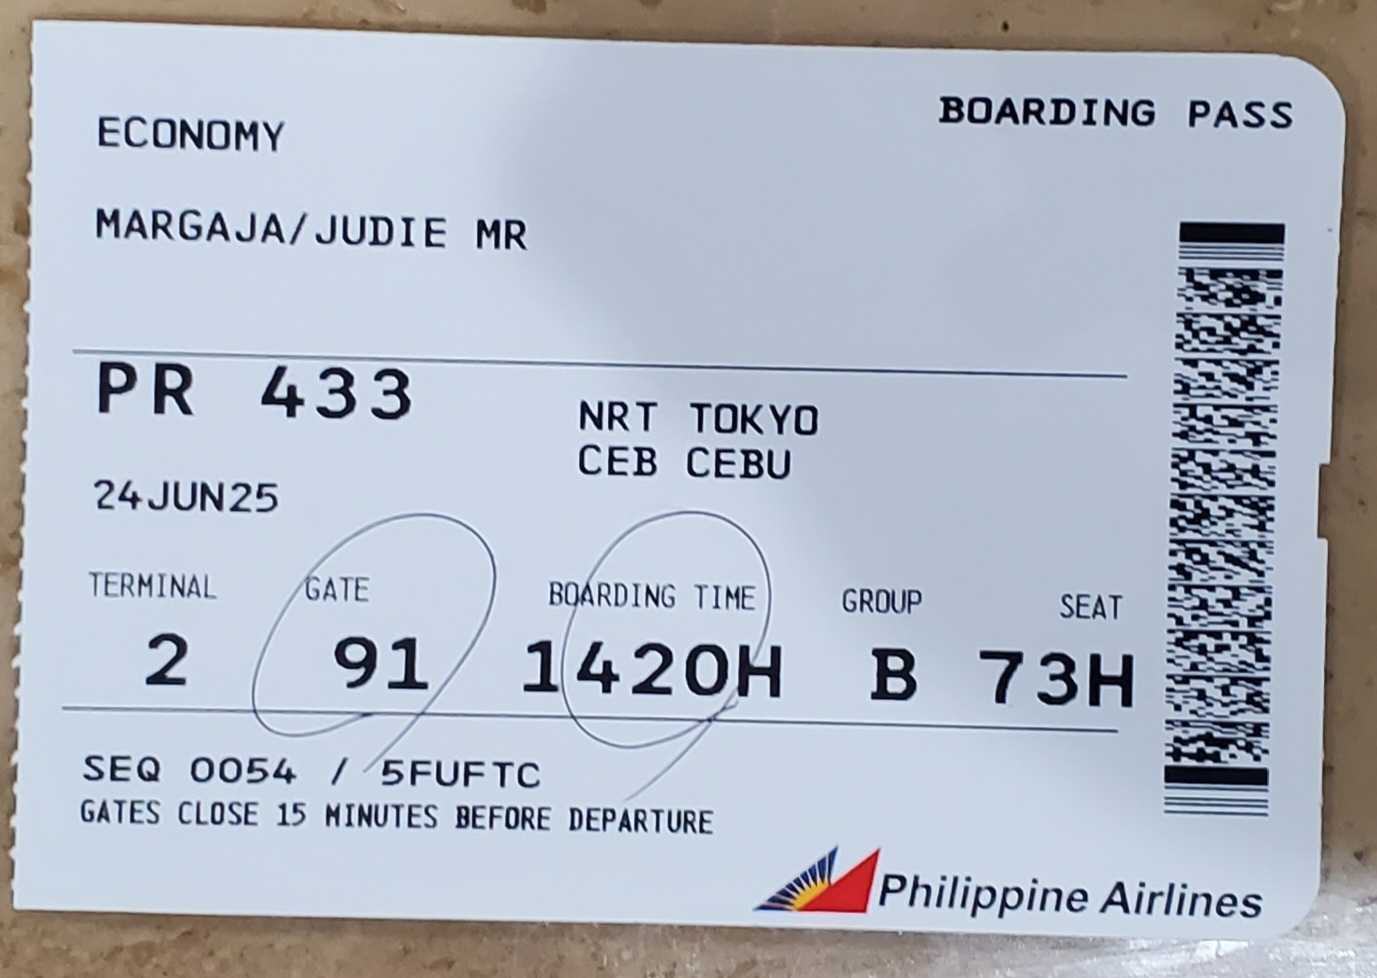 BOARDING PASS
ECONOMY
MARGAJA/JUDIE MR
PR 433
NRT TOKYO
CEB CEBU
24JUN25
TERMINAL GATE BOARDING TIME GROUP SEAT
2 91 1420H B 73H
SEQ 0054 / 5FUFTC
GATES CLOSE 15 MINUTES BEFORE DEPARTURE
Philippine Airlines